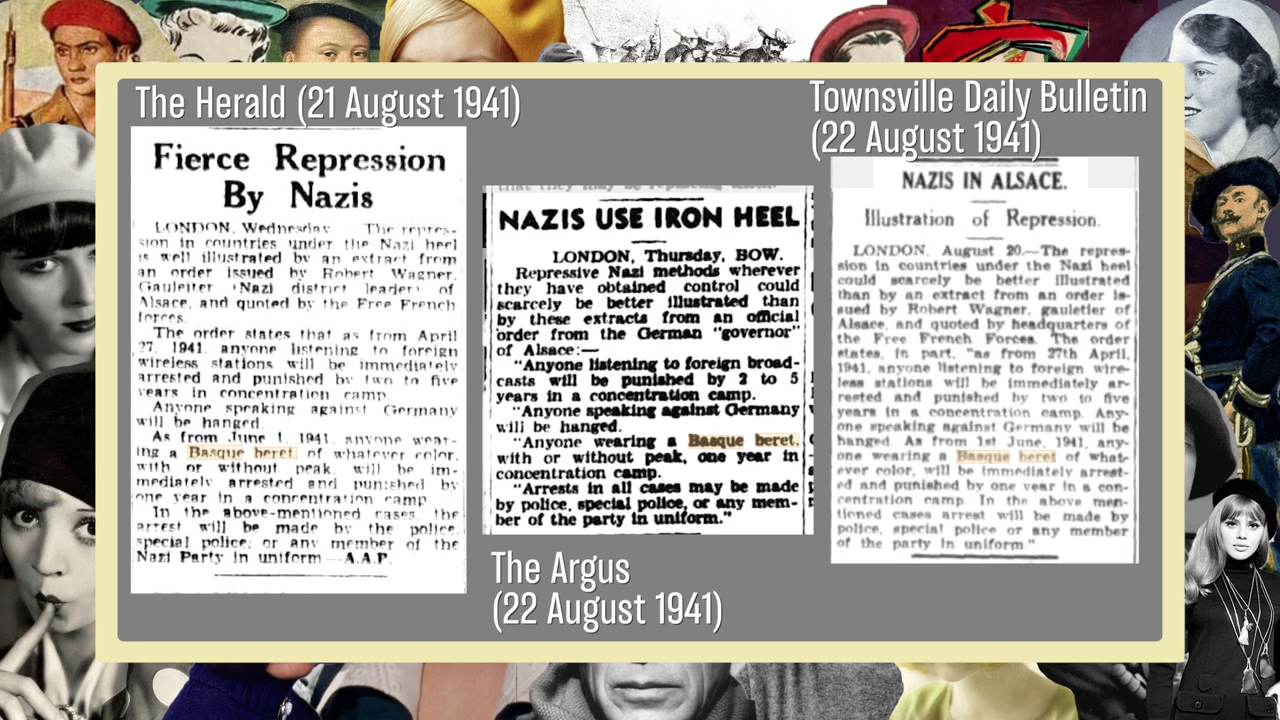 The Herald (21 August 1941)
Fierce Repression
By Nazis
LONDON, Wednesday The repres-
sion in countries under the Nazi heel
is well illustrated by an extract from
an order issued by Robert Wagner,
Gauleiter (Nazi district leader) of
Alsace, and quoted by the Free French
forces.
The order states that as from April
27, 1941, anyone listening to foreign
wireless stations will be immediately
arrested and punished by two to five
years in concentration camp
Anyone speaking against Germany
will be hanged.
As from June 1, 1941, anyone wear-
ing a Basque beret, of whatever color,
with or without peak, will be im-
mediately arrested and punished by
one year in a concentration camp
In the above-mentioned cases, the
arrest will be made by the police,
special police, or any member of the
Nazi Party in uniform —A.A.P.
that they may be
NAZIS USE IRON HEEL
LONDON, Thursday, BOW.
Repressive Nazi methods wherever
they have obtained control could
scarcely be better illustrated than
by these extracts from an official
order from the German "governor"
of Alsace:—
"Anyone listening to foreign broad-
casts will be punished by 2 to 5
years in a concentration camp.
"Anyone speaking against Germany
will be hanged.
"Anyone wearing a Basque beret,
with or without peak, one year in
concentration camp.
"Arrests in all cases may be made
by police, special police, or any mem-
ber of the party in uniform."
The Argus
(22 August 1941)
Townsville Daily Bulletin
(22 August 1941)
NAZIS IN ALSACE.
Illustration of Repression.
LONDON, August 20.—The repres-
sion in countries under the Nazi heel
could scarcely be better illustrated
than by an extract from an order is-
sued by Robert Wagner, gauletier of
Alsace, and quoted by headquarters of
the Free French Forces. The order
states, in part, "as from 27th April,
1941, anyone listening to foreign wire-
less stations will be immediately ar-
rested and punished by two to five
years in a concentration camp. Any-
one speaking against Germany will be
hanged. As from 1st June, 1941, any-
one wearing a Basque beret of what-
ever color, will be immediately arrest-
ed and punished by one year in a con-
centration camp. In the above men-
tioned cases arrest will be made by
police, special police or any member
of the party in uniform."